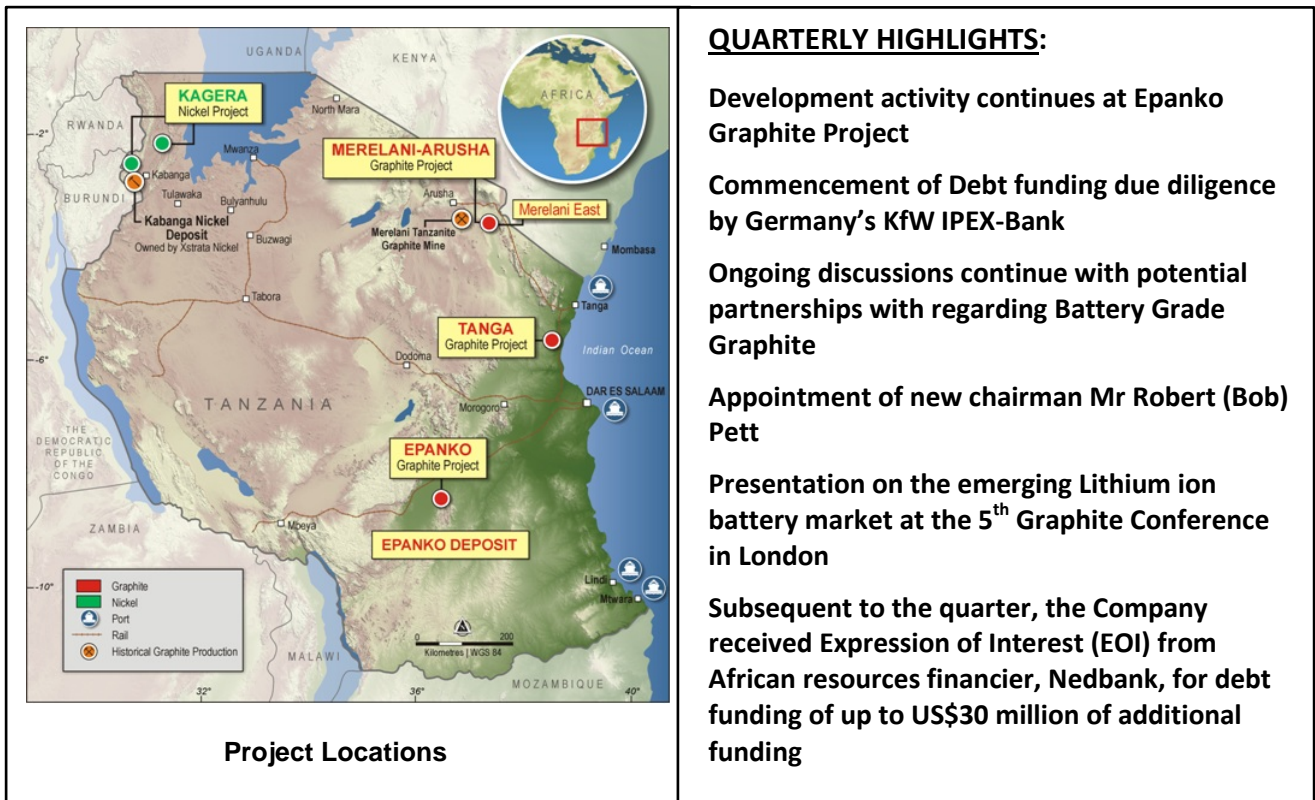 UGANDA
KENYA
KAGERA
Nickel Project
North Mara
AFRICA
RWANDA
-2°
Mwanza
MERELANI-ARUSHA
Graphite Project
Kabanga
Tulawaka
Bulyanhulu
BURUNDI
Arusha
Merelani East
Kabanga Nickel
Deposit
Owned by Xstrata Nickel
Buzwagi
Merelani Tanzanite
Graphite Mine
Mombasa
Tabora
Tanga
TANGA
Graphite Project
Indian Ocean
-6°
Dodoma
DAR ES SALAAM
TANZANIA
Morogoro
THE
DEMOCRATIC
REPUBLIC
OF THE
CONGO
EPANKO
Graphite Project
ZAMBIA
Mbeya
EPANKO DEPOSIT
-10°
Lindi
Mtwara
Graphite
Nickel
Port
Rail
Historical Graphite Production
0 200
Kilometres | WGS 84
MALAWI
MOZAMBIQUE
32°
36°
40°
Project Locations
QUARTERLY HIGHLIGHTS:
Development activity continues at Epanko
Graphite Project
Commencement of Debt funding due diligence
by Germany’s KfW IPEX-Bank
Ongoing discussions continue with potential
partnerships with regarding Battery Grade
Graphite
Appointment of new chairman Mr Robert (Bob)
Pett
Presentation on the emerging Lithium ion
battery market at the 5th Graphite Conference
in London
Subsequent to the quarter, the Company
received Expression of Interest (EOI) from
African resources financier, Nedbank, for debt
funding of up to US$30 million of additional
funding